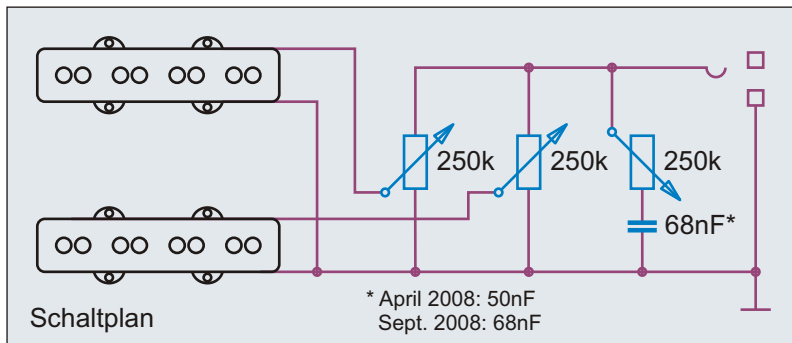 250k
250k
250k
68nF*
* April 2008: 50nF
Sept. 2008: 68nF
Schaltplan